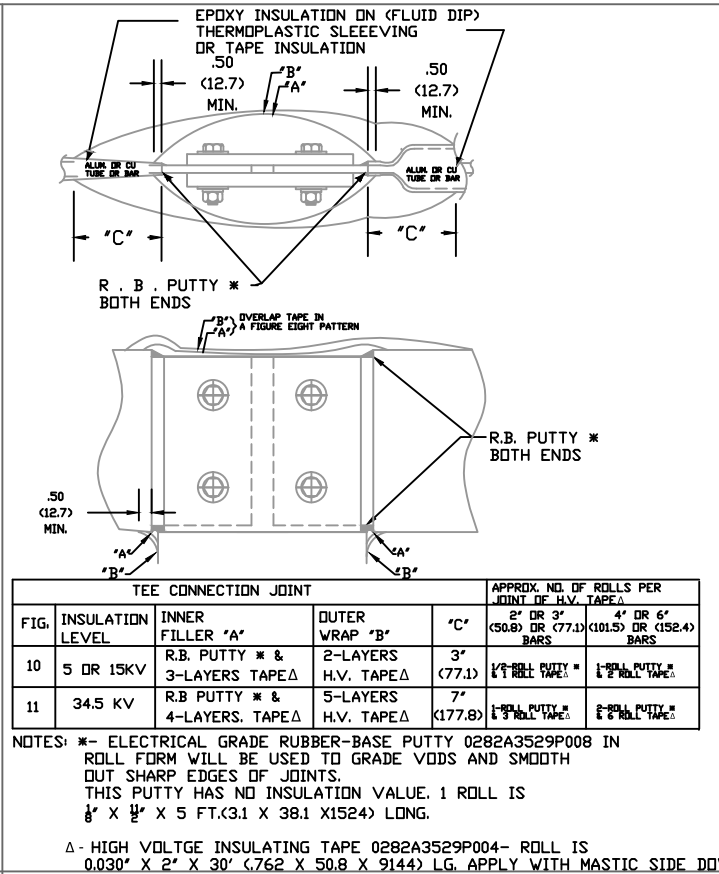 EPOXY INSULATION ON (FLUID DIP)
THERMOPLASTIC SLEEEVING
OR TAPE INSULATION
.50
(12.7)
MIN.
"B"
"A"
.50
(12.7)
MIN.
ALUM. OR CU
TUBE OR BAR
ALUM. OR CU
TUBE OR BAR
"C"
"C"
R . B . PUTTY *
BOTH ENDS
"B"
"A"
OVERLAP TAPE IN
A FIGURE EIGHT PATTERN
R.B. PUTTY *
BOTH ENDS
.50
(12.7)
MIN.
"A"
"B"
"A"
"B"
TEE CONNECTION JOINT
APPROX. NO. OF ROLLS PER
JOINT OF H.V. TAPE∆
FIG.
INSULATION
LEVEL
INNER
FILLER "A"
OUTER
WRAP "B"
"C"
2" OR 3"
(50.8) OR (77.1)
BARS
4" OR 6"
(101.5) OR (152.4)
BARS
10
5 OR 15KV
R.B. PUTTY * &
3-LAYERS TAPE∆
2-LAYERS
H.V. TAPE∆
3"
(77.1)
1/2-ROLL PUTTY *
& 1 ROLL TAPE∆
1-ROLL PUTTY *
& 2 ROLL TAPE∆
11
34.5 KV
R.B PUTTY * &
4-LAYERS. TAPE∆
5-LAYERS
H.V. TAPE∆
7"
(177.8)
1-ROLL PUTTY *
& 3 ROLL TAPE∆
2-ROLL PUTTY *
& 6 ROLL TAPE∆
NOTES: *- ELECTRICAL GRADE RUBBER-BASE PUTTY 0282A3529P008 IN
ROLL FORM WILL BE USED TO GRADE VODS AND SMOOTH
OUT SHARP EDGES OF JOINTS.
THIS PUTTY HAS NO INSULATION VALUE. 1 ROLL IS
X X 5 FT.(3.1 X 38.1 X1524) LONG.
∆ - HIGH VOLTGE INSULATING TAPE 0282A3529P004- ROLL IS
0.030" X 2" X 30' (.762 X 50.8 X 9144) LG. APPLY WITH MASTIC SIDE